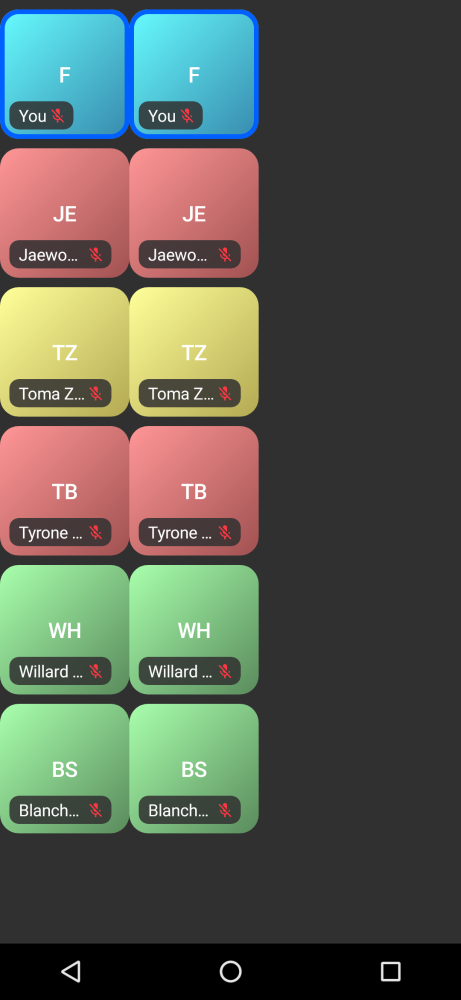 F F
You You
JE JE
Jaewo... Jaewo...
TZ TZ
Toma Z... Toma Z...
TB TB
Tyrone ... Tyrone ...
WH WH
Willard ... Willard ...
BS BS
Blanch... Blanch...